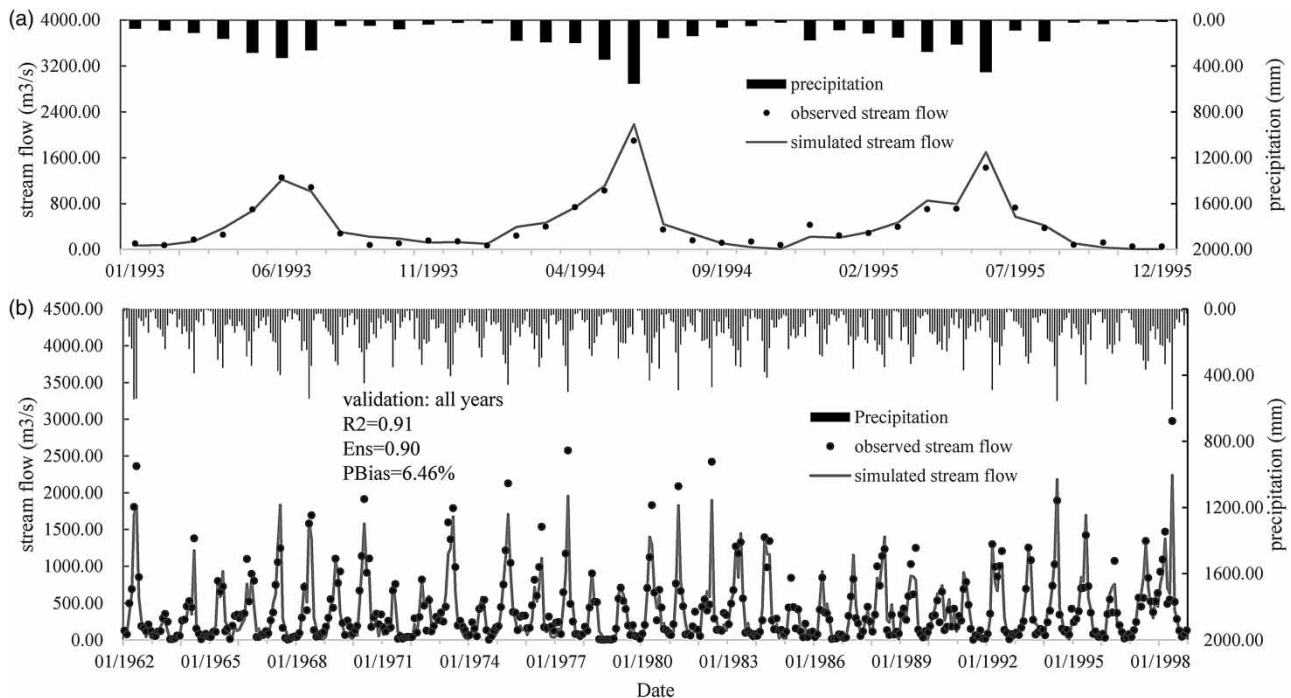 (a)
4000.00
3200.00
2400.00
1600.00
800.00
0.00
stream flow (m3/s)
0.00
400.00
800.00
1200.00
1600.00
2000.00
precipitation (mm)
precipitation
observed stream flow
simulated stream flow
01/1993 06/1993 11/1993 04/1994 09/1994 02/1995 07/1995 12/1995
(b)
4500.00
4000.00
3500.00
3000.00
2500.00
2000.00
1500.00
1000.00
500.00
0.00
stream flow (m3/s)
0.00
400.00
800.00
1200.00
1600.00
2000.00
precipitation (mm)
validation: all years
R2=0.91
Ens=0.90
PBias=6.46%
Precipitation
observed stream flow
simulated stream flow
01/1962 01/1965 01/1968 01/1971 01/1974 01/1977 01/1980 01/1983 01/1986 01/1989 01/1992 01/1995 01/1998
Date